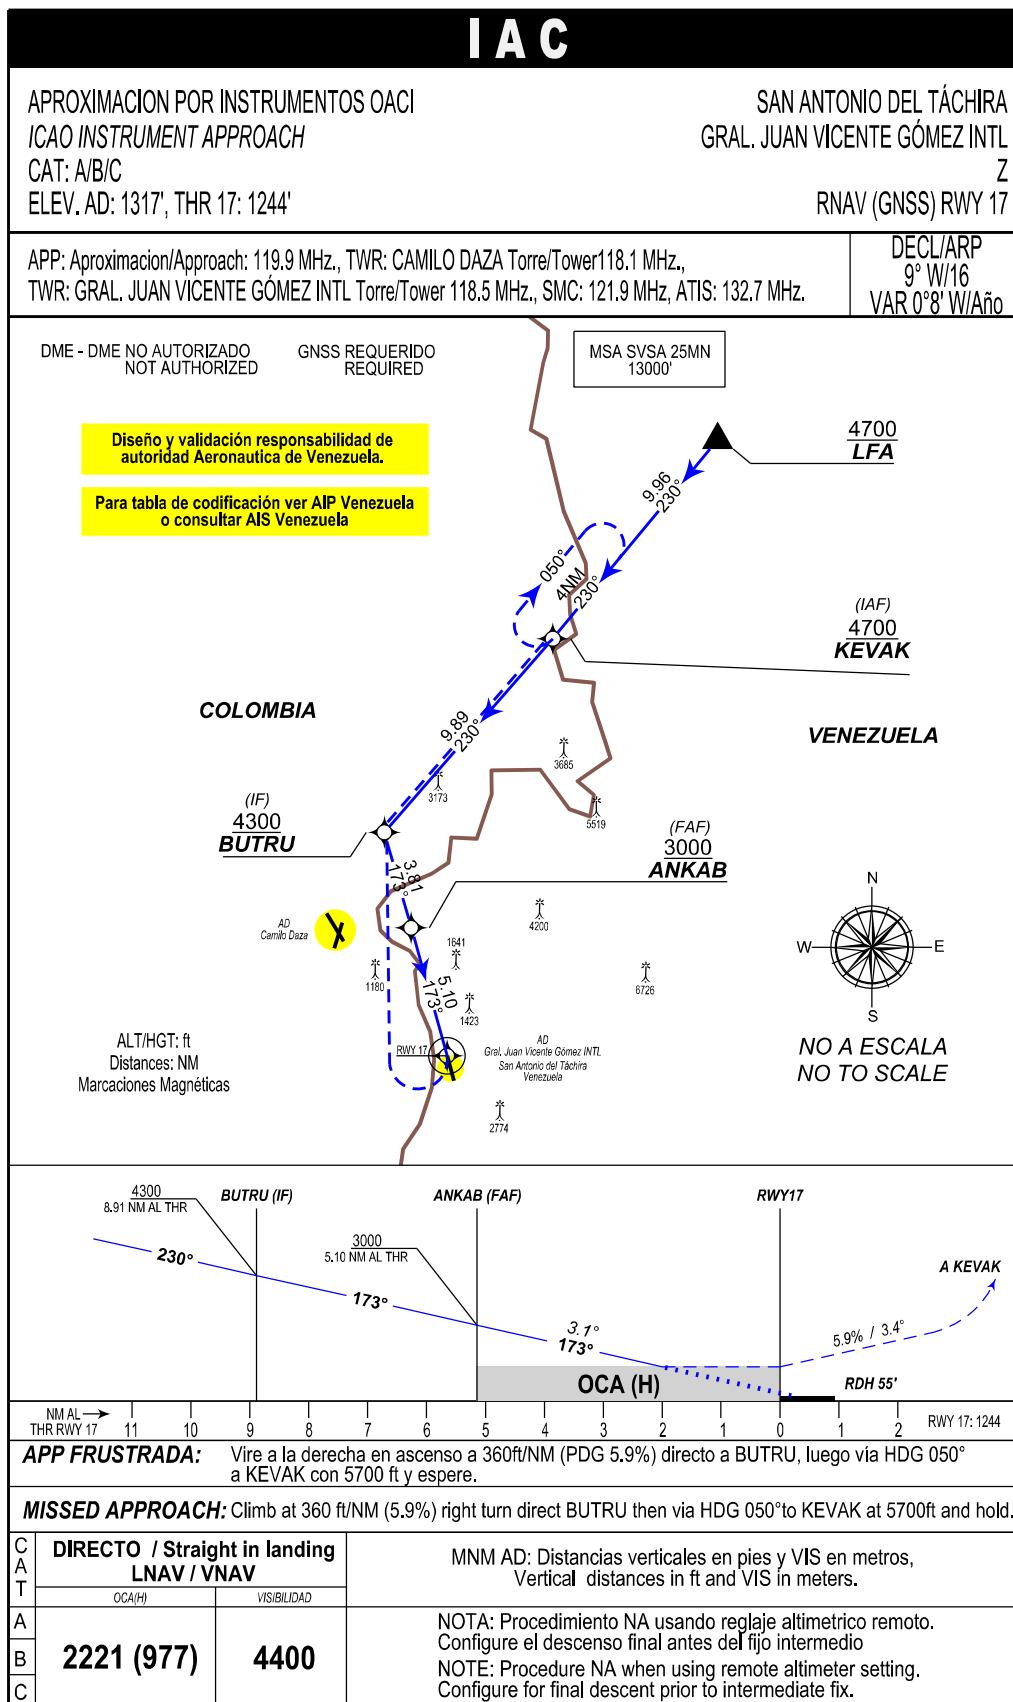 IAC
APROXIMACION POR INSTRUMENTOS OACI
ICAO INSTRUMENT APPROACH
CAT: A/B/C
ELEV. AD: 1317', THR 17: 1244'
SAN ANTONIO DEL TÁCHIRA
GRAL. JUAN VICENTE GÓMEZ INTL
Z
RNAV (GNSS) RWY 17
APP: Aproximacion/Approach: 119.9 MHz., TWR: CAMILO DAZA Torre/Tower118.1 MHz.,
TWR: GRAL. JUAN VICENTE GÓMEZ INTL Torre/Tower 118.5 MHz., SMC: 121.9 MHz, ATIS: 132.7 MHz.
DECL/ARP
9° W/16
VAR 0°8' W/Año
DME - DME NO AUTORIZADO
NOT AUTHORIZED
GNSS REQUERIDO
REQUIRED
MSA SVSA 25MN
13000'
Diseño y validación responsabilidad de
autoridad Aeronautica de Venezuela.
Para tabla de codificación ver AIP Venezuela
o consultar AIS Venezuela
4700
LFA
9.96
230°
050°
4NM
230°
(IAF)
4700
KEVAK
COLOMBIA
VENEZUELA
9.89
230°
3685
3173
5519
(IF)
4300
BUTRU
(FAF)
3000
ANKAB
3.81
173°
AD
Camilo Daza
4200
1641
1180
6726
5.10
173°
1423
RWY 17
AD
Gral. Juan Vicente Gómez INTL
San Antonio del Táchira
Venezuela
2774
N
W
E
S
NO A ESCALA
NO TO SCALE
ALT/HGT: ft
Distances: NM
Marcaciones Magnéticas
4300
8.91 NM AL THR
BUTRU (IF)
ANKAB (FAF)
RWY17
3000
5.10 NM AL THR
230°
173°
3.1°
173°
A KEVAK
5.9% / 3.4°
OCA (H)
RDH 55'
NM AL
THR RWY 17
11 10 9 8 7 6 5 4 3 2 1 0 1 2
RWY 17: 1244
APP FRUSTRADA: Vire a la derecha en ascenso a 360ft/NM (PDG 5.9%) directo a BUTRU, luego vía HDG 050°
a KEVAK con 5700 ft y espere.
MISSED APPROACH: Climb at 360 ft/NM (5.9%) right turn direct BUTRU then via HDG 050°to KEVAK at 5700ft and hold.
CAT
DIRECTO / Straight in landing
LNAV / VNAV
OCA(H)
VISIBILIDAD
MNM AD: Distancias verticales en pies y VIS en metros,
Vertical distances in ft and VIS in meters.
A
B
C
2221 (977)
4400
NOTA: Procedimiento NA usando reglaje altimetrico remoto.
Configure el descenso final antes del fijo intermedio
NOTE: Procedure NA when using remote altimeter setting.
Configure for final descent prior to intermediate fix.